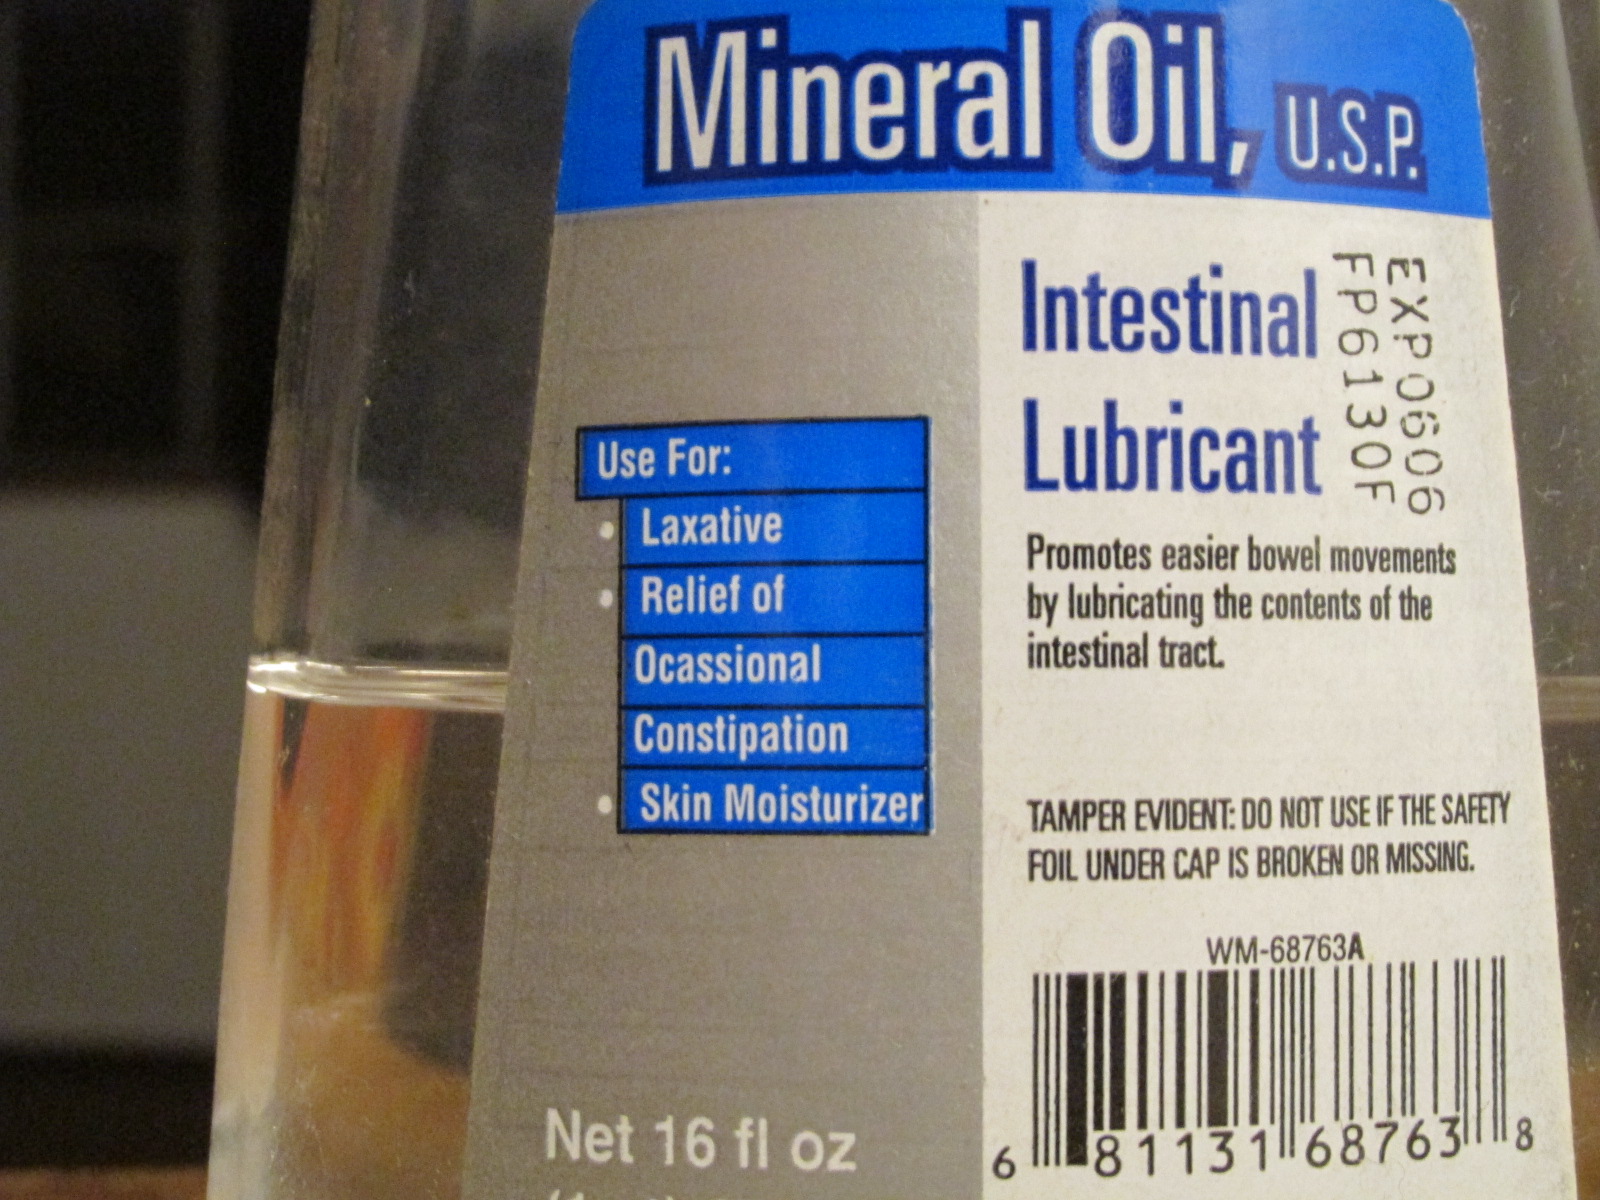 Mineral Oil, U.S.P.
Use For:
• Laxative
• Relief of
Ocassional
Constipation
• Skin Moisturizer
Net 16 fl oz
Intestinal
Lubricant
EXP0606
FP6130F
Promotes easier bowel movements
by lubricating the contents of the
intestinal tract.
TAMPER EVIDENT: DO NOT USE IF THE SAFETY
FOIL UNDER CAP IS BROKEN OR MISSING.
WM-68763A
6 81131 68763 8